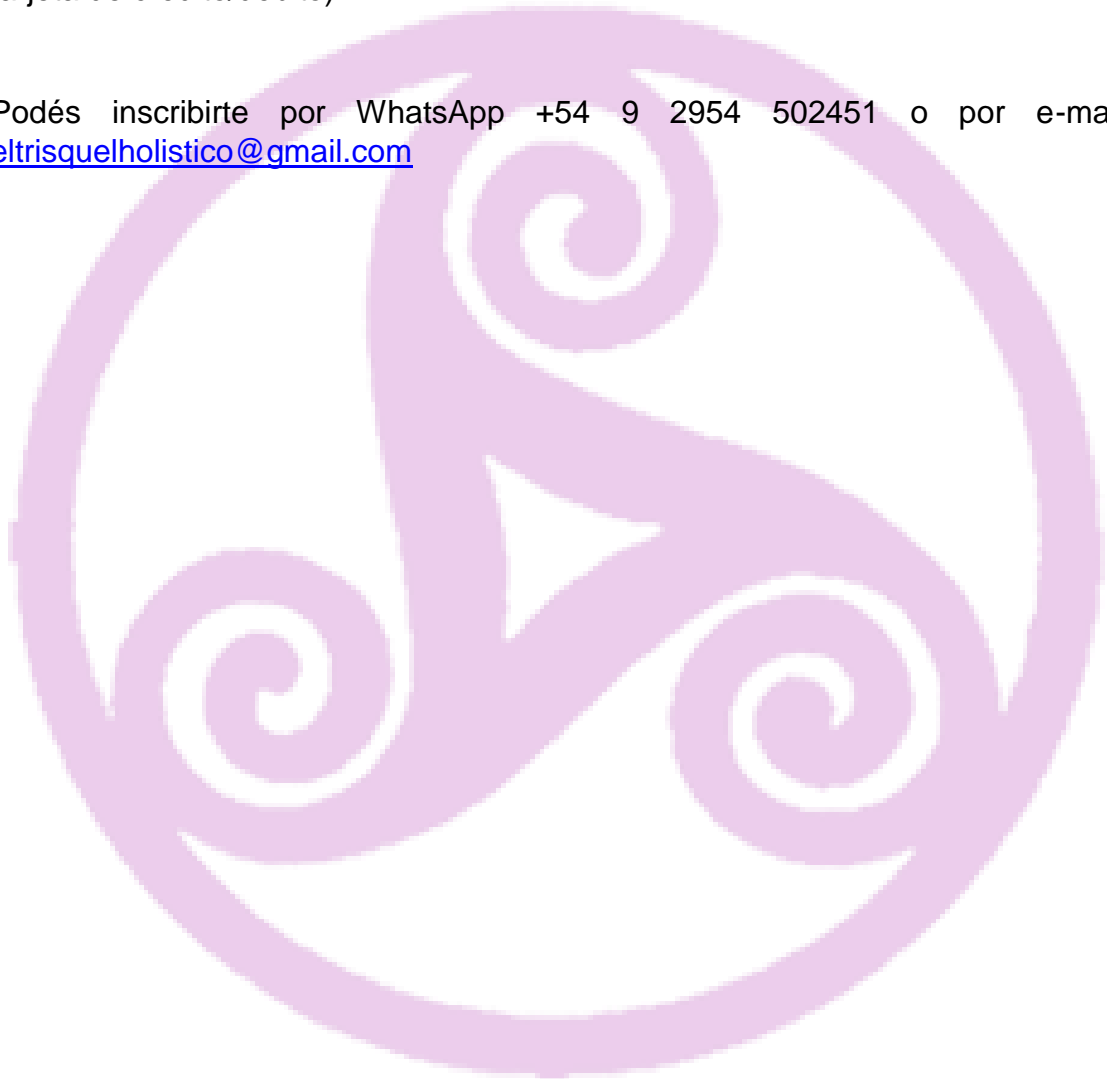 Podés inscribirte por WhatsApp +54 9 2954 502451 o por e-ma
eltrisquelholistico@gmail.com